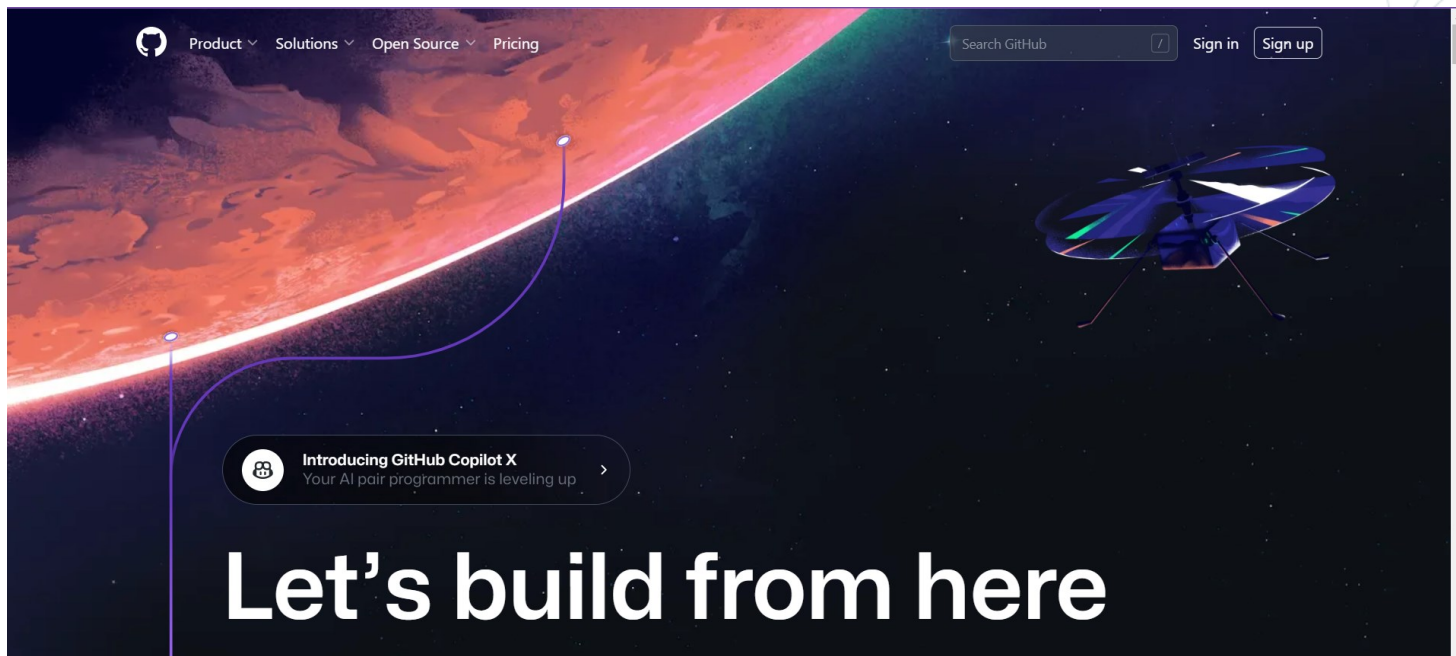 Product Solutions Open Source Pricing Search GitHub / Sign in Sign up
Introducing GitHub Copilot X
Your AI pair programmer is leveling up
Let's build from here